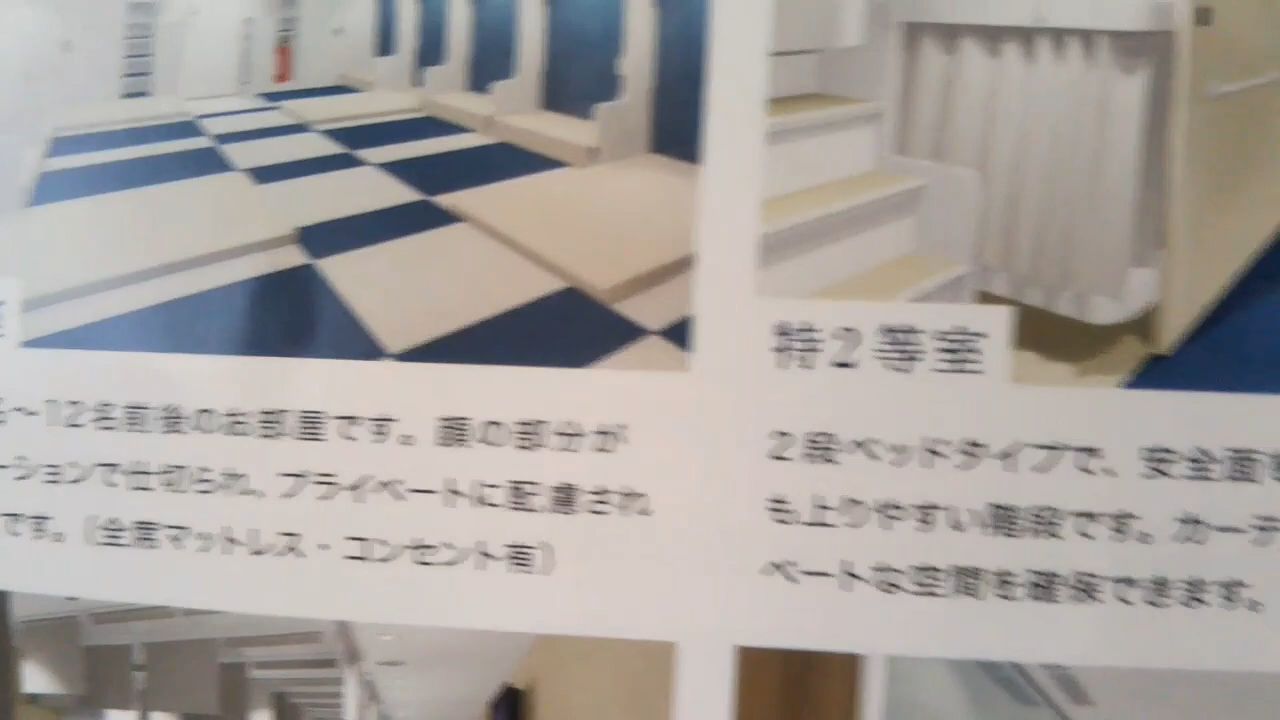 室
名～12名前後のお部屋です。頭の部分が
ーションで仕切られ、プライベートに配慮され
です。（全席マットレス・コンセント有）
特2等室
2段ベッドタイプで、安全面
も上りやすい階段です。カーテ
ベートな空間を確保できます。